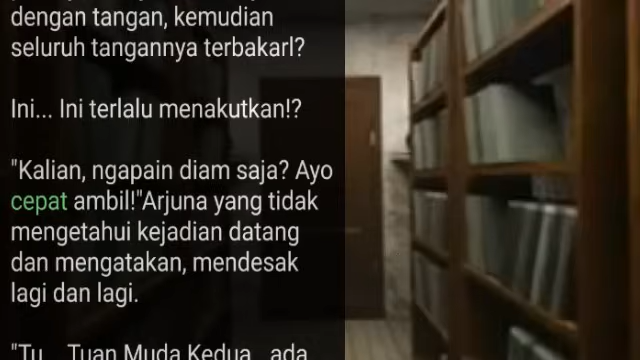 dengan tangan, kemudian
seluruh tangannya terbakarl?
Ini... Ini terlalu menakutkan!?
"Kalian, ngapain diam saja? Ayo
cepat ambil!"Arjuna yang tidak
mengetahui kejadian datang
dan mengatakan, mendesak
lagi dan lagi.
"Tu... Tuan Muda Kedua, ada